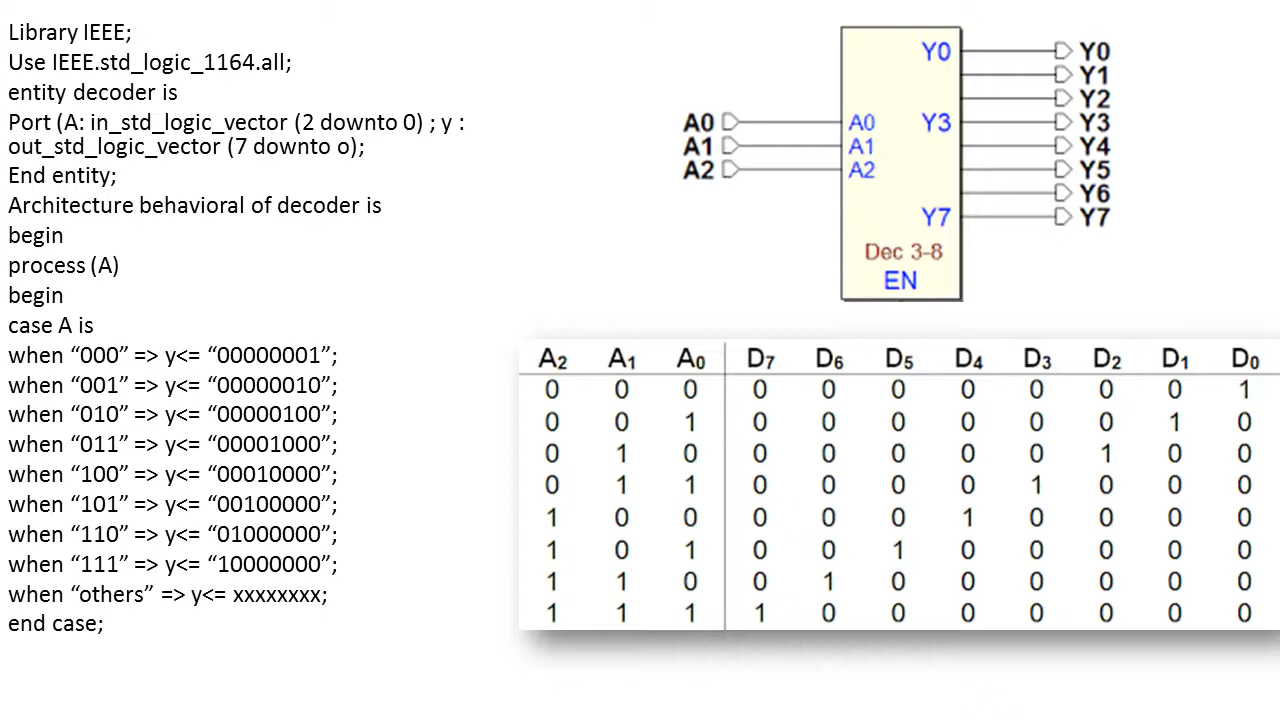 Library IEEE;
Use IEEE.std_logic_1164.all;
entity decoder is
Port (A: in_std_logic_vector (2 downto 0) ; y :
out_std_logic_vector (7 downto o);
End entity;
Architecture behavioral of decoder is
begin
process (A)
begin
case A is
when “000” => y<= “00000001”;
when “001” => y<= “00000010”;
when “010” => y<= “00000100”;
when “011” => y<= “00001000”;
when “100” => y<= “00010000”;
when “101” => y<= “00100000”;
when “110” => y<= “01000000”;
when “111” => y<= “10000000”;
when “others” => y<= xxxxxxxx;
end case;
Y0 Y0
Y1
Y2
A0 A0 Y3 Y3
A1 A1 Y4
A2 A2 Y5
Y6
Y7 Y7
Dec 3-8
EN
A2 A1 A0 D7 D6 D5 D4 D3 D2 D1 D0
0 0 0 0 0 0 0 0 0 0 1
0 0 1 0 0 0 0 0 0 1 0
0 1 0 0 0 0 0 0 1 0 0
0 1 1 0 0 0 0 1 0 0 0
1 0 0 0 0 0 1 0 0 0 0
1 0 1 0 0 1 0 0 0 0 0
1 1 0 0 1 0 0 0 0 0 0
1 1 1 1 0 0 0 0 0 0 0